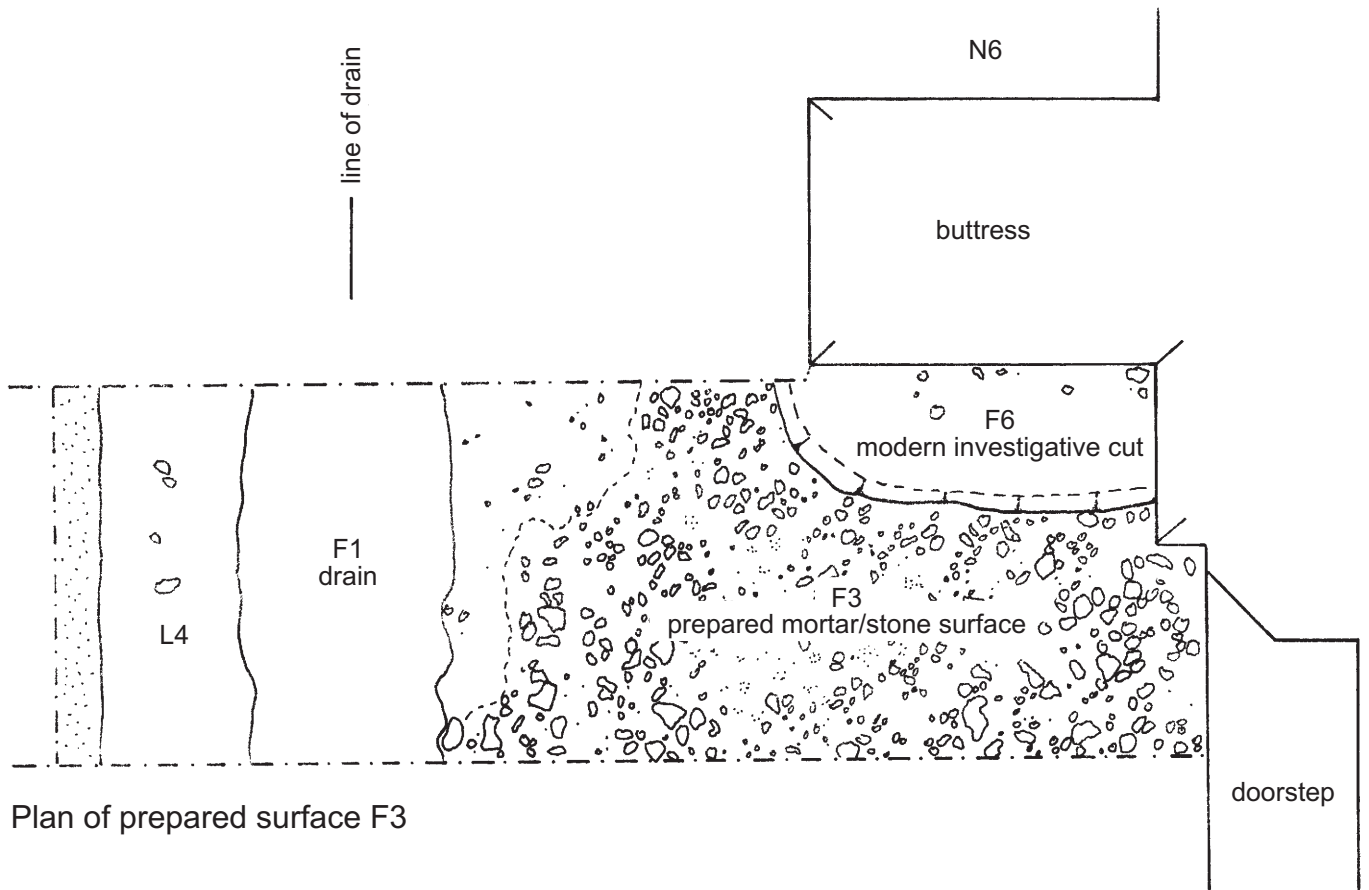 N6
line of drain
buttress
F6
modern investigative cut
F1
drain
F3
prepared mortar/stone surface
L4
doorstep
Plan of prepared surface F3